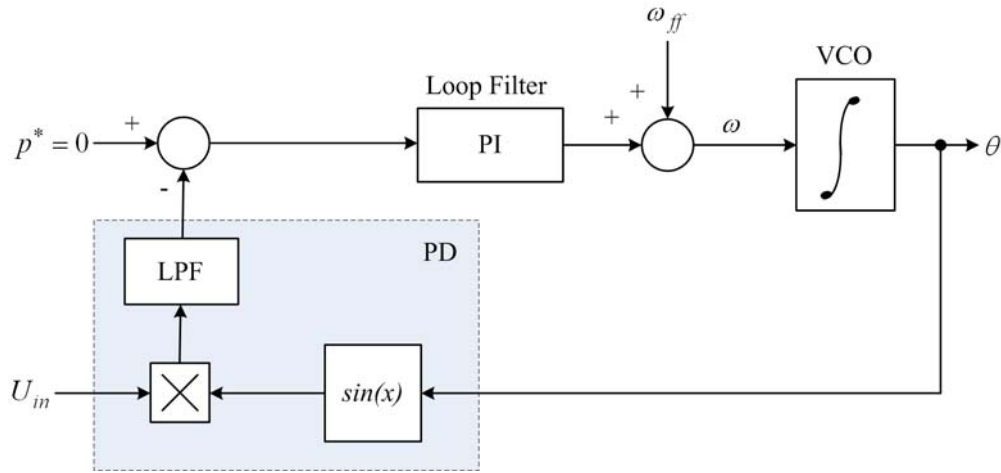 ω_ff
VCO
Loop Filter
p* = 0
+
-
PI
+
+
ω
∫
θ
PD
LPF
U_in
×
sin(x)